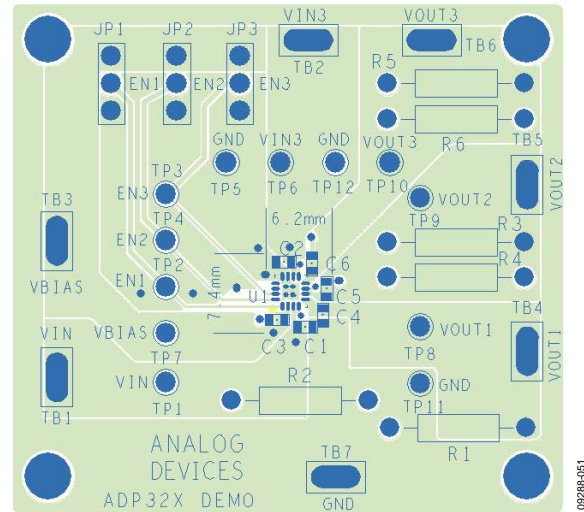 JP1 JP2 JP3 VIN3 VOUT3
TB2 TB6
EN1 EN2 EN3
R5
R6
TB5
VOUT2
GND VIN3 GND VOUT3
TP5 TP6 TP12 TP10
TP3
EN3
TP4
EN2
TP2
EN1
VOUT2
TP9
TB3
VBIAS
6.2mm
7.4mm
R3
R4
C2
C6
U1
C5
C4
C3 C1
TB4
VOUT1
VBIAS
TP7
VOUT1
TP8
VIN
TB1
VIN
TP1
GND
TP11
R2
R1
ANALOG
DEVICES
ADP32X DEMO
TB7
GND
09288-051